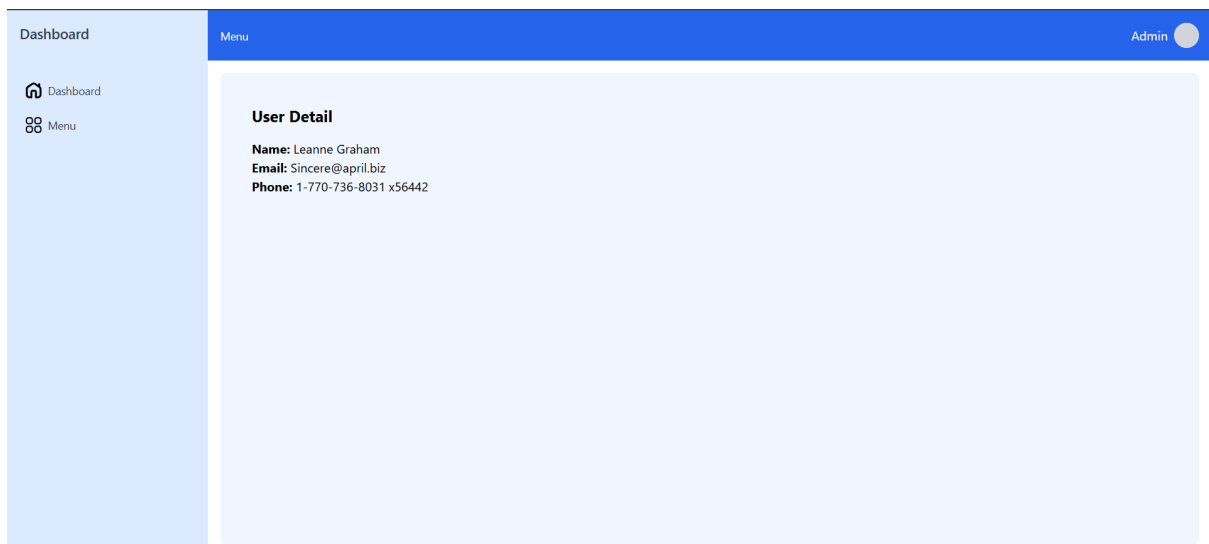 Dashboard
Menu
Admin
Dashboard
Menu
User Detail
Name: Leanne Graham
Email: Sincere@april.biz
Phone: 1-770-736-8031 x56442